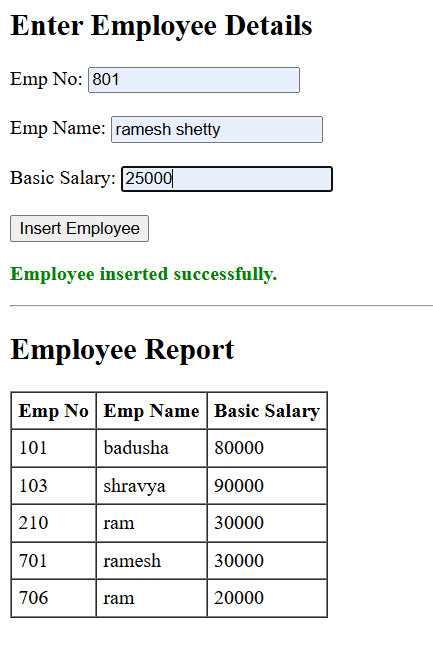 Enter Employee Details
Emp No: 801
Emp Name: ramesh shetty
Basic Salary: 25000
Insert Employee
Employee inserted successfully.
Employee Report
Emp No Emp Name Basic Salary
101 badusha 80000
103 shravya 90000
210 ram 30000
701 ramesh 30000
706 ram 20000